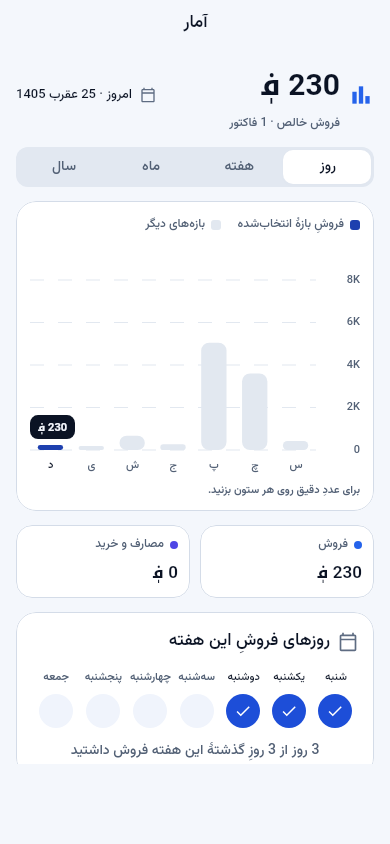 آمار
230 ؋
امروز · 25 عقرب 1405
فروش خالص · 1 فاکتور
روز
هفته
ماه
سال
فروشِ بازهٔ انتخاب‌شده
بازه‌های دیگر
8K
6K
4K
2K
0
230 ؋
س
چ
پ
ج
ش
ی
د
برای عددِ دقیق روی هر ستون بزنید.
فروش
230 ؋
مصارف و خرید
0 ؋
روزهای فروشِ این هفته
شنبه
یکشنبه
دوشنبه
سه‌شنبه
چهارشنبه
پنجشنبه
جمعه
3 روز از 3 روزِ گذشتهٔ این هفته فروش داشتید